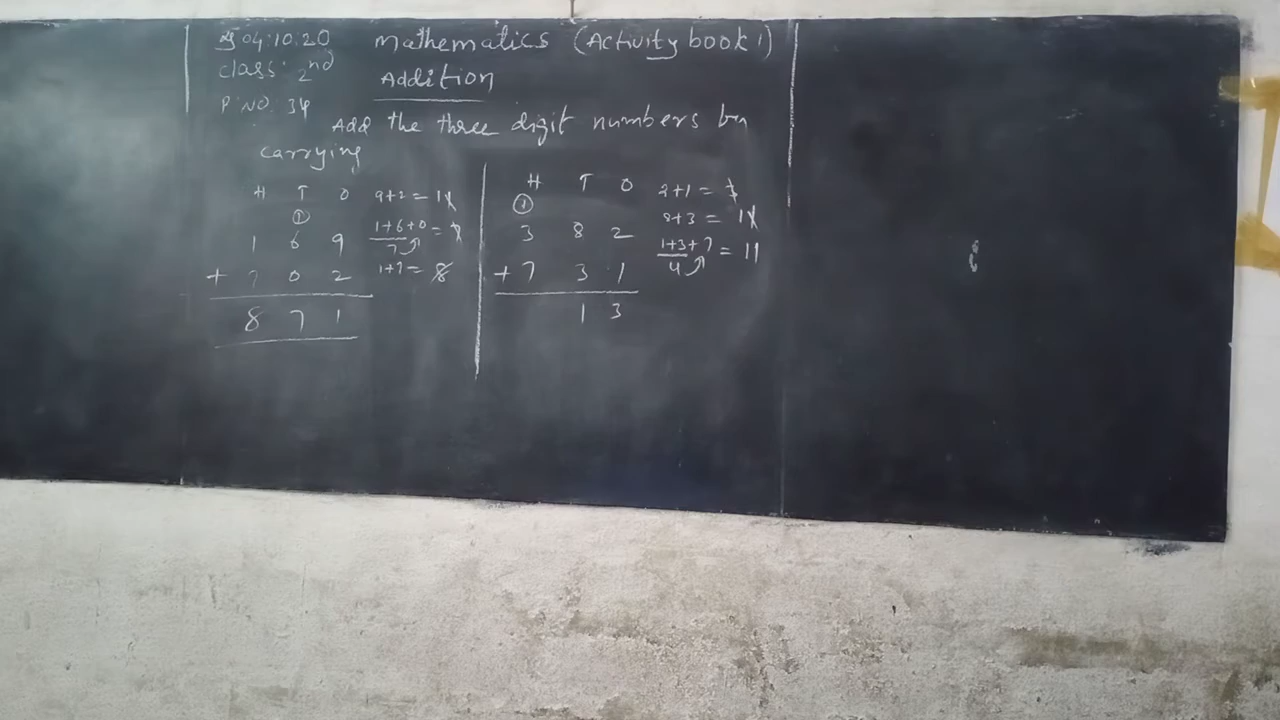 04.10.20 Mathematics (Activity book 1)
class: 2nd Addition
P.NO. 34
Add the three digit numbers by
carrying
H T O 9+2=11
① 1+6+0=7
1 6 9 7
+ 7 0 2 1+7=8
8 7 1
H T O 2+1=3
① 8+3=11
3 8 2 1+3+7=11
+ 7 3 1 4
1 3